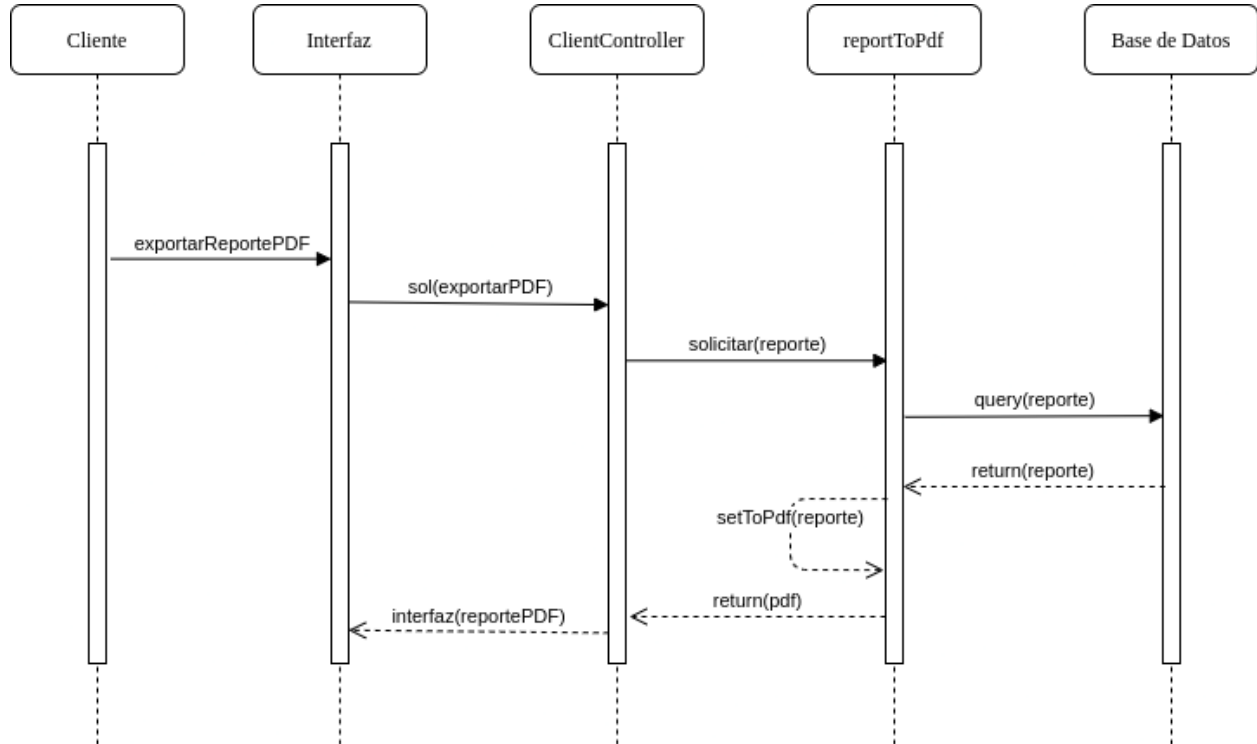 Cliente
Interfaz
ClientController
reportToPdf
Base de Datos
exportarReportePDF
sol(exportarPDF)
solicitar(reporte)
query(reporte)
return(reporte)
setToPdf(reporte)
return(pdf)
interfaz(reportePDF)